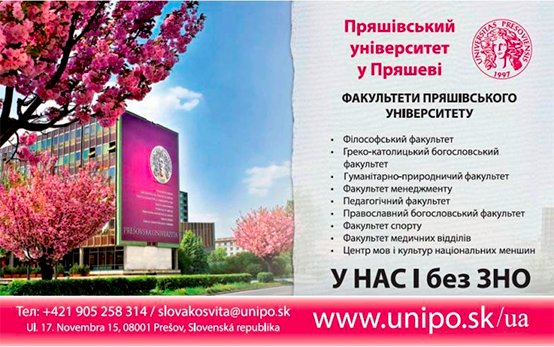 Пряшівський
університет
у Пряшеві
UNIVERSITAS PRESOVIENSIS
1997
ФАКУЛЬТЕТИ ПРЯШІВСЬКОГО
УНІВЕРСИТЕТУ
• Філософський факультет
• Греко-католицький богословський
факультет
• Гуманітарно-природничий факультет
• Факультет менеджменту
• Педагогічний факультет
• Православний богословський факультет
• Факультет спорту
• Факультет медичних відділів
• Центр мов і культур національних меншин
У НАС І без ЗНО
PREŠOVSKÁ UNIVERZITA
Тел: +421 905 258 314 / slovakosvita@unipo.sk
Ul. 17. Novembra 15, 08001 Prešov, Slovenská republika
www.unipo.sk/ua